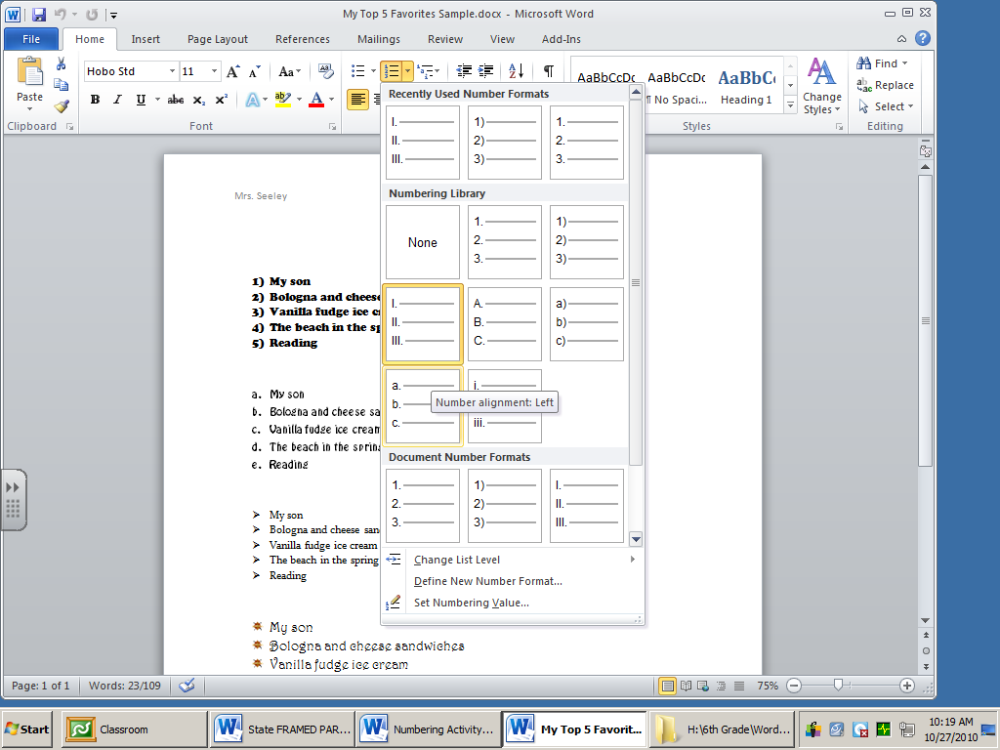 My Top 5 Favorites Sample.docx - Microsoft Word
File Home Insert Page Layout References Mailings Review View Add-Ins
Hobo Std 11 Aa Find
Paste AaBbCcDc AaBbCcDc AaBbC Replace
B I U abc x₂ x² A ab A ¶ No Spaci... Heading 1 Change Styles Select
Clipboard Font Styles Editing
Recently Used Number Formats
I. 1) 1.
II. 2) 2.
III. 3) 3.
Numbering Library
None 1. 1)
2. 2)
3. 3)
I. A. a)
II. B. b)
III. C. c)
a. i.
b.
c. iii.
Number alignment: Left
Document Number Formats
1. 1) I.
2. 2) II.
3. 3) III.
Change List Level
Define New Number Format...
Set Numbering Value...
Mrs. Seeley
1) My son
2) Bologna and cheese
3) Vanilla fudge ice
4) The beach in the
5) Reading
a. My son
b. Bologna and cheese
c. Vanilla fudge ice cream
d. The beach in the spring
e. Reading
My son
Bologna and cheese
Vanilla fudge ice cream
The beach in the spring
Reading
My son
Bologna and cheese sandwiches
Vanilla fudge ice cream
Page: 1 of 1 Words: 23/109 75%
Start Classroom State FRAMED PAR... Numbering Activity... My Top 5 Favorit... H:\6th Grade\Word... 10:19 AM
10/27/2010